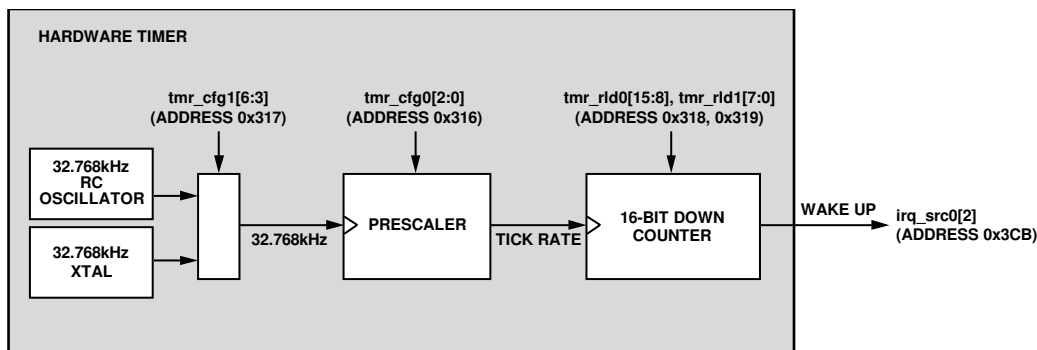 HARDWARE TIMER
tmr_cfg1[6:3]
(ADDRESS 0x317)
tmr_cfg0[2:0]
(ADDRESS 0x316)
tmr_rld0[15:8], tmr_rld1[7:0]
(ADDRESS 0x318, 0x319)
32.768kHz
RC
OSCILLATOR
32.768kHz
XTAL
32.768kHz
PRESCALER
TICK RATE
16-BIT DOWN
COUNTER
WAKE UP
irq_src0[2]
(ADDRESS 0x3CB)